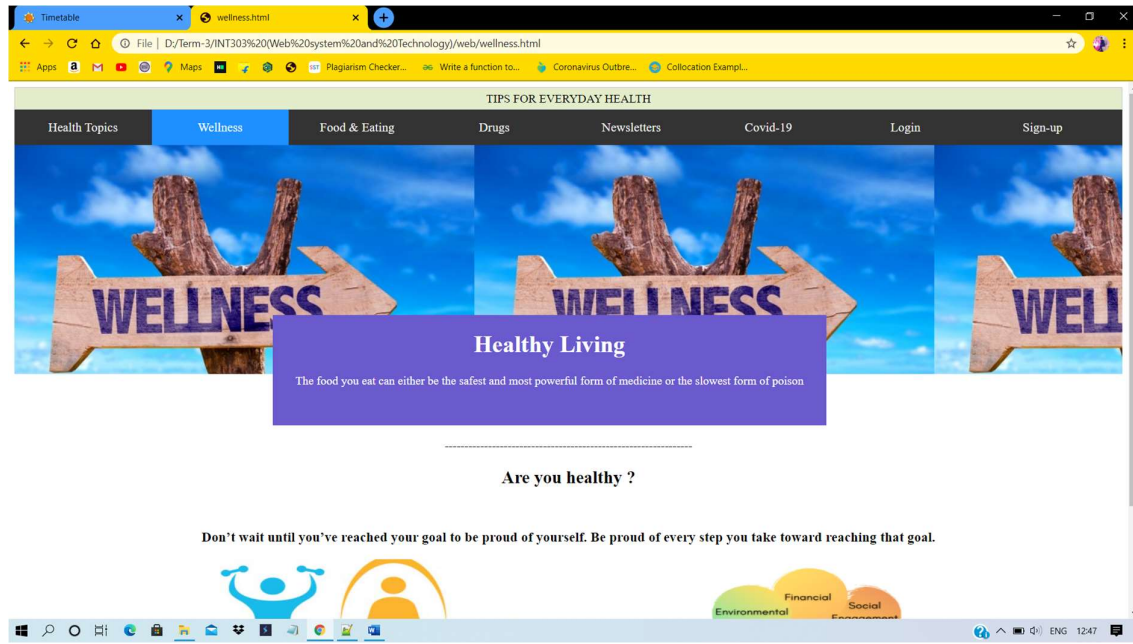 Timetable
wellness.html
File | D:/Term-3/INT303%20(Web%20system%20and%20Technology)/web/wellness.html
Apps Maps Plagiarism Checker... Write a function to... Coronavirus Outbre... Collocation Exampl...
TIPS FOR EVERYDAY HEALTH
Health Topics Wellness Food & Eating Drugs Newsletters Covid-19 Login Sign-up
WELLNESS WELLNESS WELL
Healthy Living
The food you eat can either be the safest and most powerful form of medicine or the slowest form of poison
Are you healthy ?
Don’t wait until you’ve reached your goal to be proud of yourself. Be proud of every step you take toward reaching that goal.
Financial
Environmental Social
Engagement
ENG 12:47